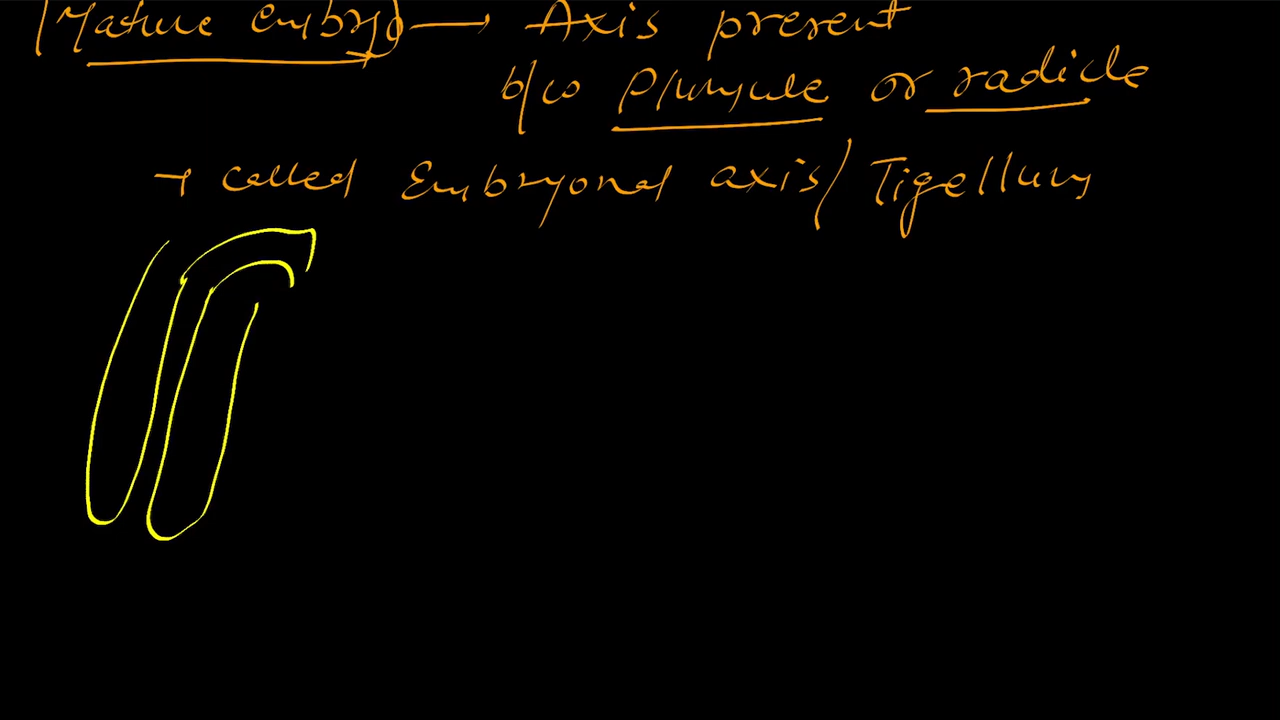 Mature embryo → Axis present
b/w Plumule or radicle
→ called Embryonal axis/Tigellum